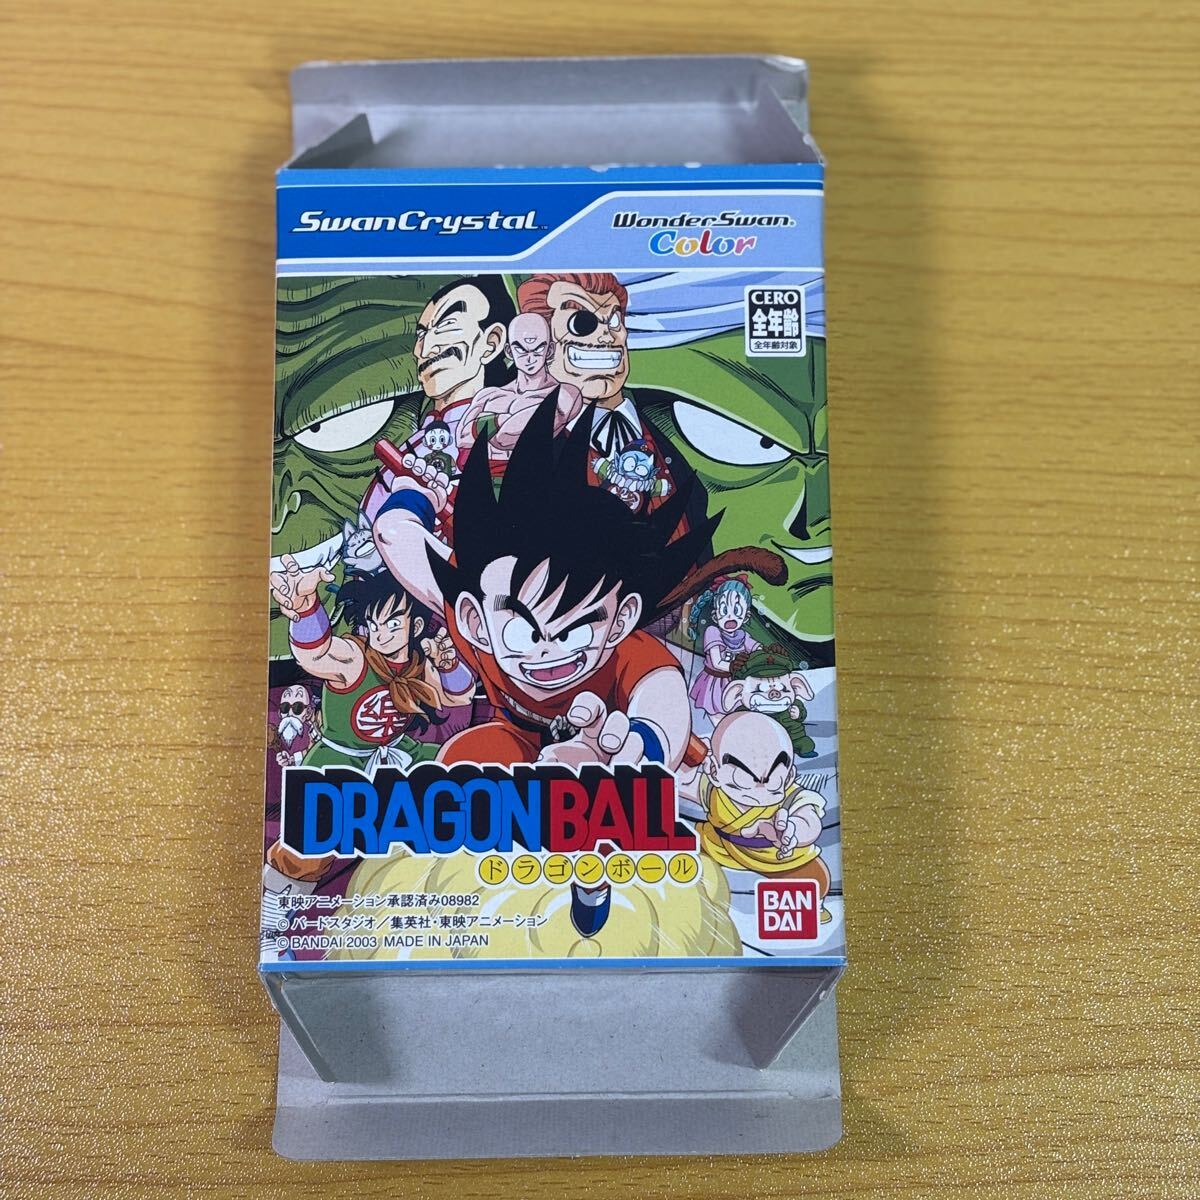 SwanCrystal™
WonderSwan®
Color
CERO
全年齢
全年齢対象
DRAGON BALL
ドラゴンボール
東映アニメーション承認済み08982
©バードスタジオ/集英社・東映アニメーション
©BANDAI 2003 MADE IN JAPAN
BAN
DAI